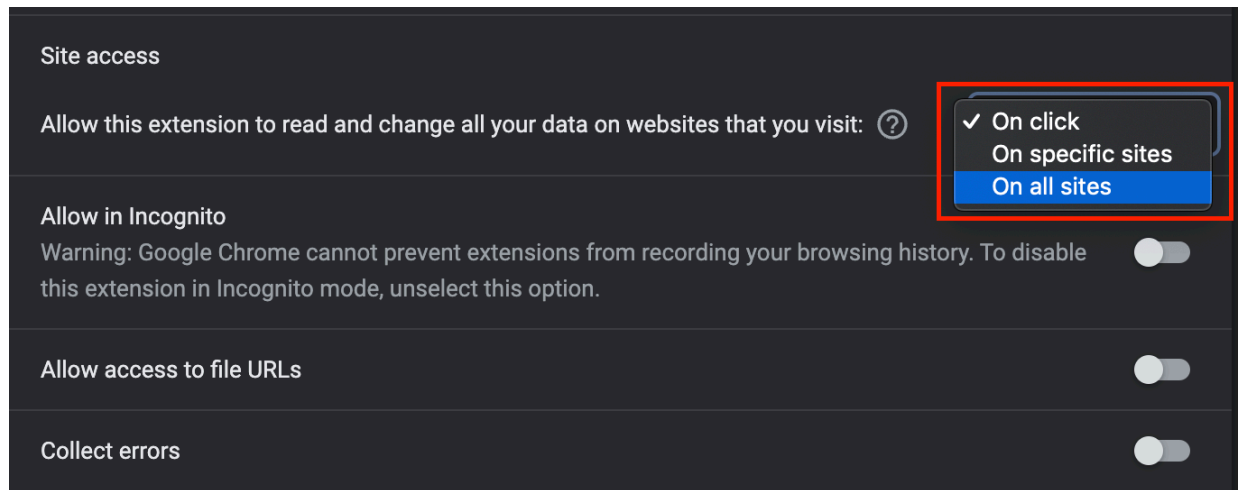 Site access
Allow this extension to read and change all your data on websites that you visit:
✓ On click
On specific sites
On all sites
Allow in Incognito
Warning: Google Chrome cannot prevent extensions from recording your browsing history. To disable
this extension in Incognito mode, unselect this option.
Allow access to file URLs
Collect errors